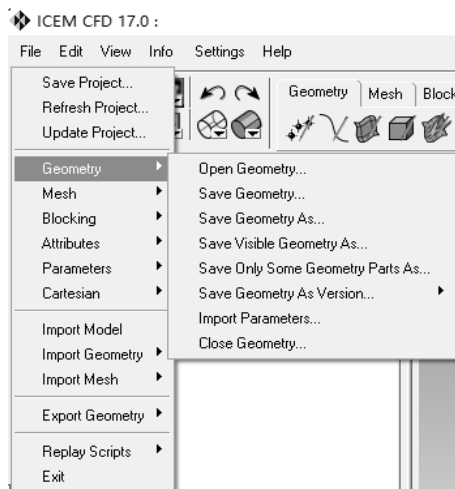 ICEM CFD 17.0 :
File Edit View Info Settings Help
Save Project...
Refresh Project...
Update Project...
Geometry Mesh Block
Geometry
Mesh
Blocking
Attributes
Parameters
Cartesian
Import Model
Import Geometry
Import Mesh
Export Geometry
Replay Scripts
Exit
Open Geometry...
Save Geometry...
Save Geometry As...
Save Visible Geometry As...
Save Only Some Geometry Parts As...
Save Geometry As Version...
Import Parameters...
Close Geometry...